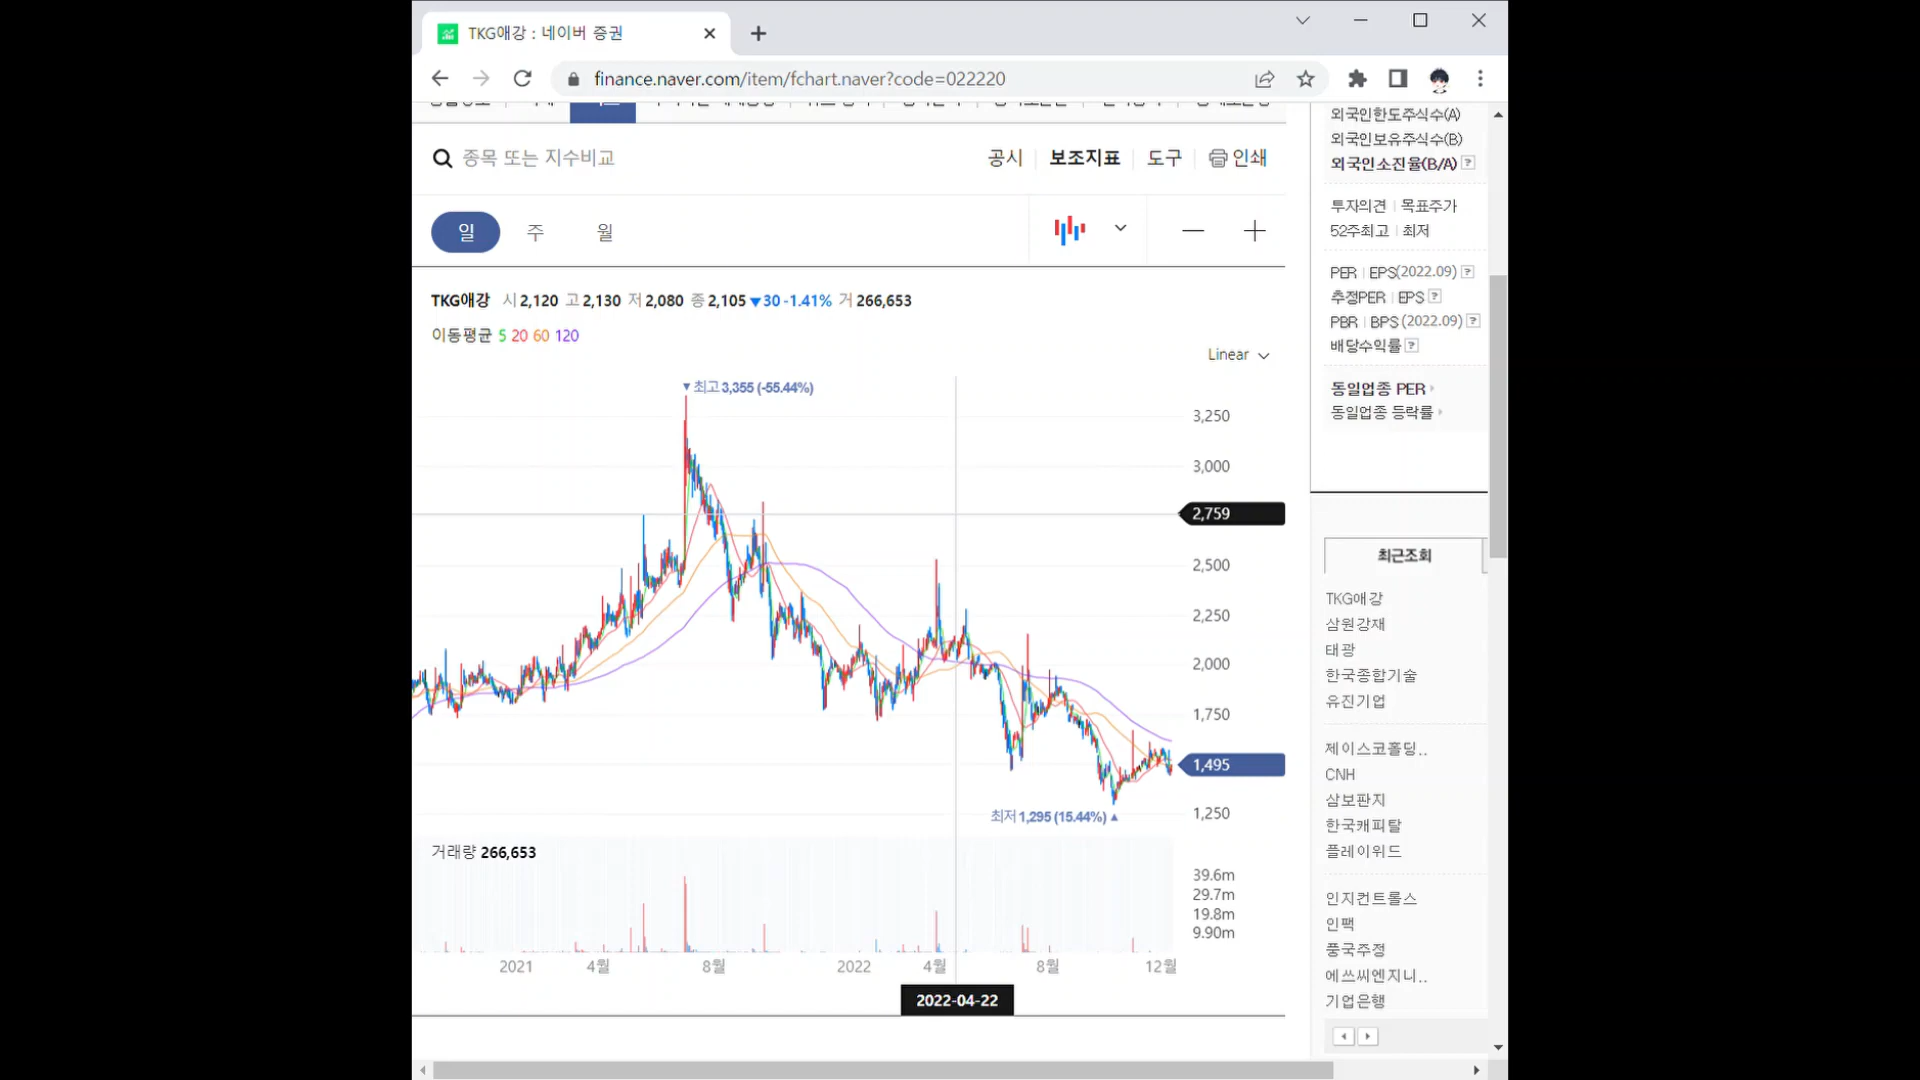 TKG애강 : 네이버 증권
finance.naver.com/item/fchart.naver?code=022220
종목 또는 지수비교
공시 보조지표 도구 인쇄
일 주 월
TKG애강 시 2,120 고 2,130 저 2,080 종 2,105 ▼30 -1.41% 거 266,653
이동평균 5 20 60 120
Linear
▼최고 3,355 (-55.44%)
3,250
3,000
2,759
2,500
2,250
2,000
1,750
1,495
1,250
최저 1,295 (15.44%) ▲
거래량 266,653
39.6m
29.7m
19.8m
9.90m
2021 4월 8월 2022 4월 8월 12월
2022-04-22
외국인한도주식수(A)
외국인보유주식수(B)
외국인소진율(B/A) ?
투자의견 | 목표주가
52주최고 | 최저
PER | EPS(2022.09) ?
추정PER | EPS ?
PBR | BPS (2022.09) ?
배당수익률 ?
동일업종 PER
동일업종 등락률
최근조회
TKG애강
삼원강재
태광
한국종합기술
유진기업
제이스코홀딩..
CNH
삼보판지
한국캐피탈
플레이위드
인지컨트롤스
인팩
풍국주정
에쓰씨엔지니..
기업은행